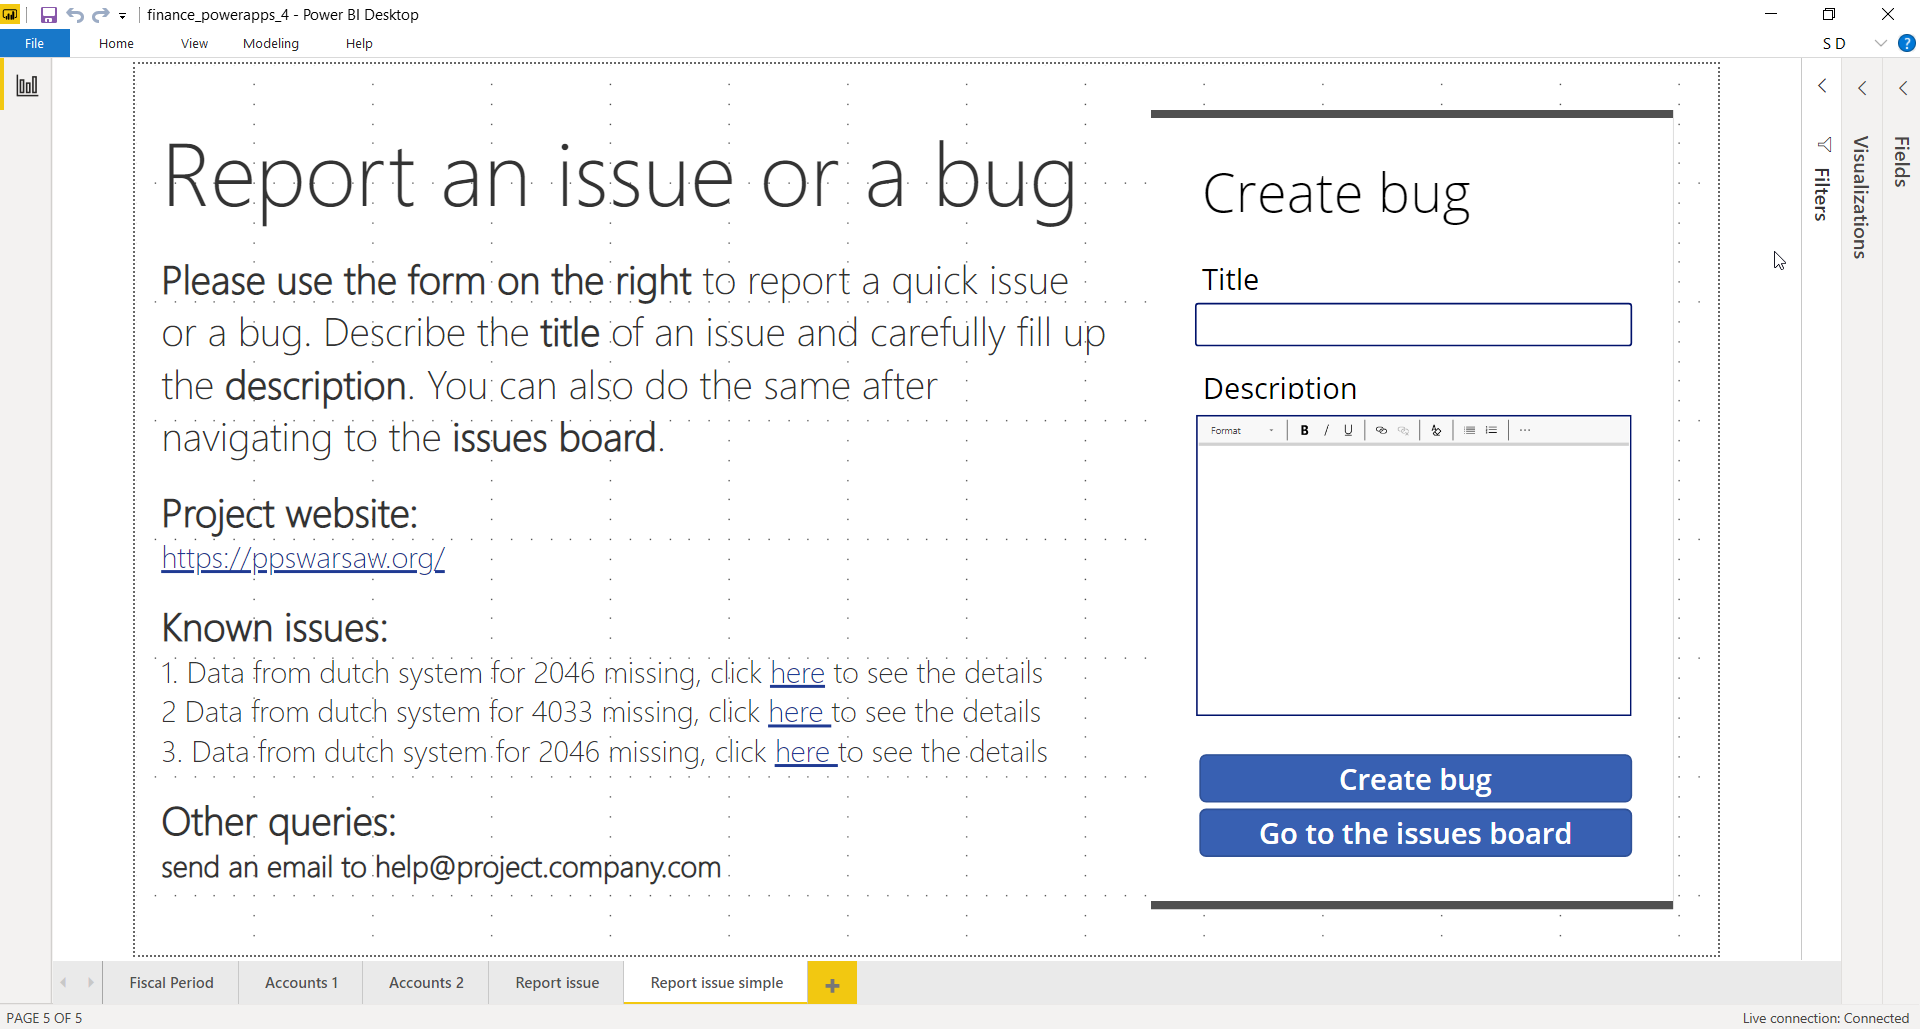 finance_powerapps_4 - Power BI Desktop
File Home View Modeling Help S D ?
Report an issue or a bug
Please use the form on the right to report a quick issue
or a bug. Describe the title of an issue and carefully fill up
the description. You can also do the same after
navigating to the issues board.
Project website:
https://ppswarsaw.org/
Known issues:
1. Data from dutch system for 2046 missing, click here to see the details
2 Data from dutch system for 4033 missing, click here to see the details
3. Data from dutch system for 2046 missing, click here to see the details
Other queries:
send an email to help@project.company.com
Create bug
Title
Description
Format B I U ...
Create bug
Go to the issues board
Filters
Visualizations
Fields
Fiscal Period Accounts 1 Accounts 2 Report issue Report issue simple +
PAGE 5 OF 5 Live connection: Connected